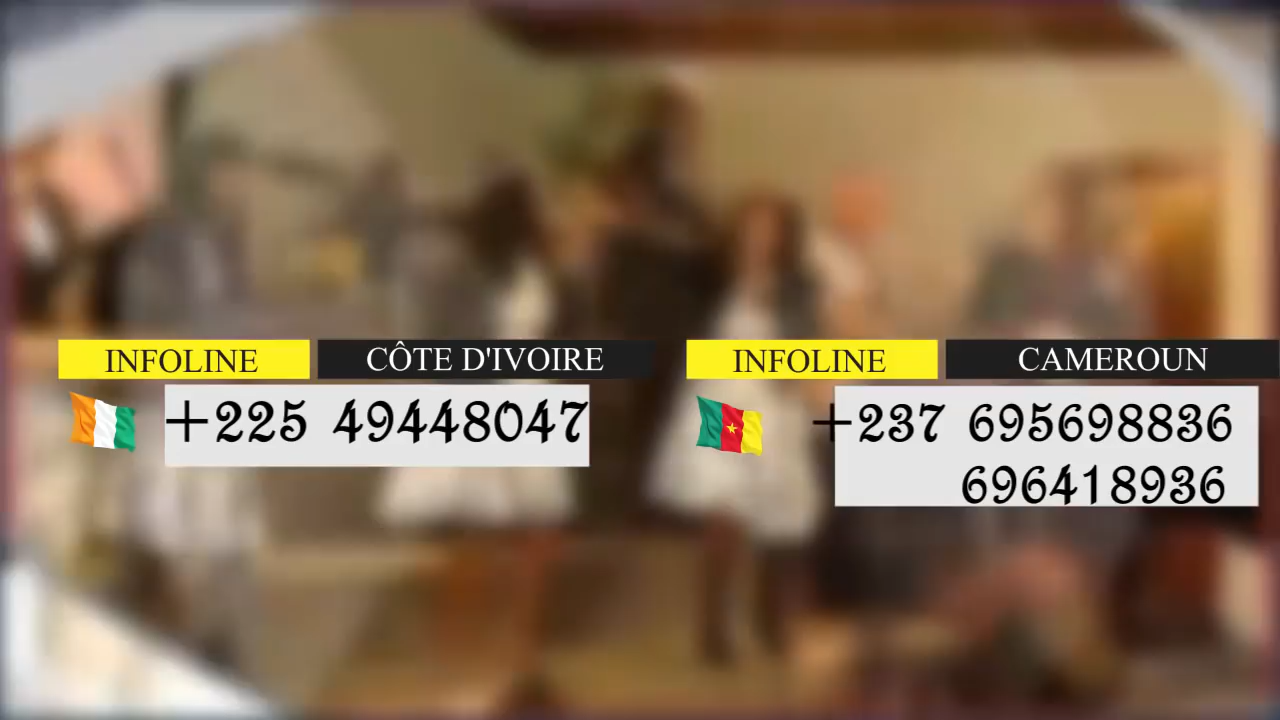 INFOLINE CÔTE D'IVOIRE
+225 49448047
INFOLINE CAMEROUN
+237 695698836
696418936